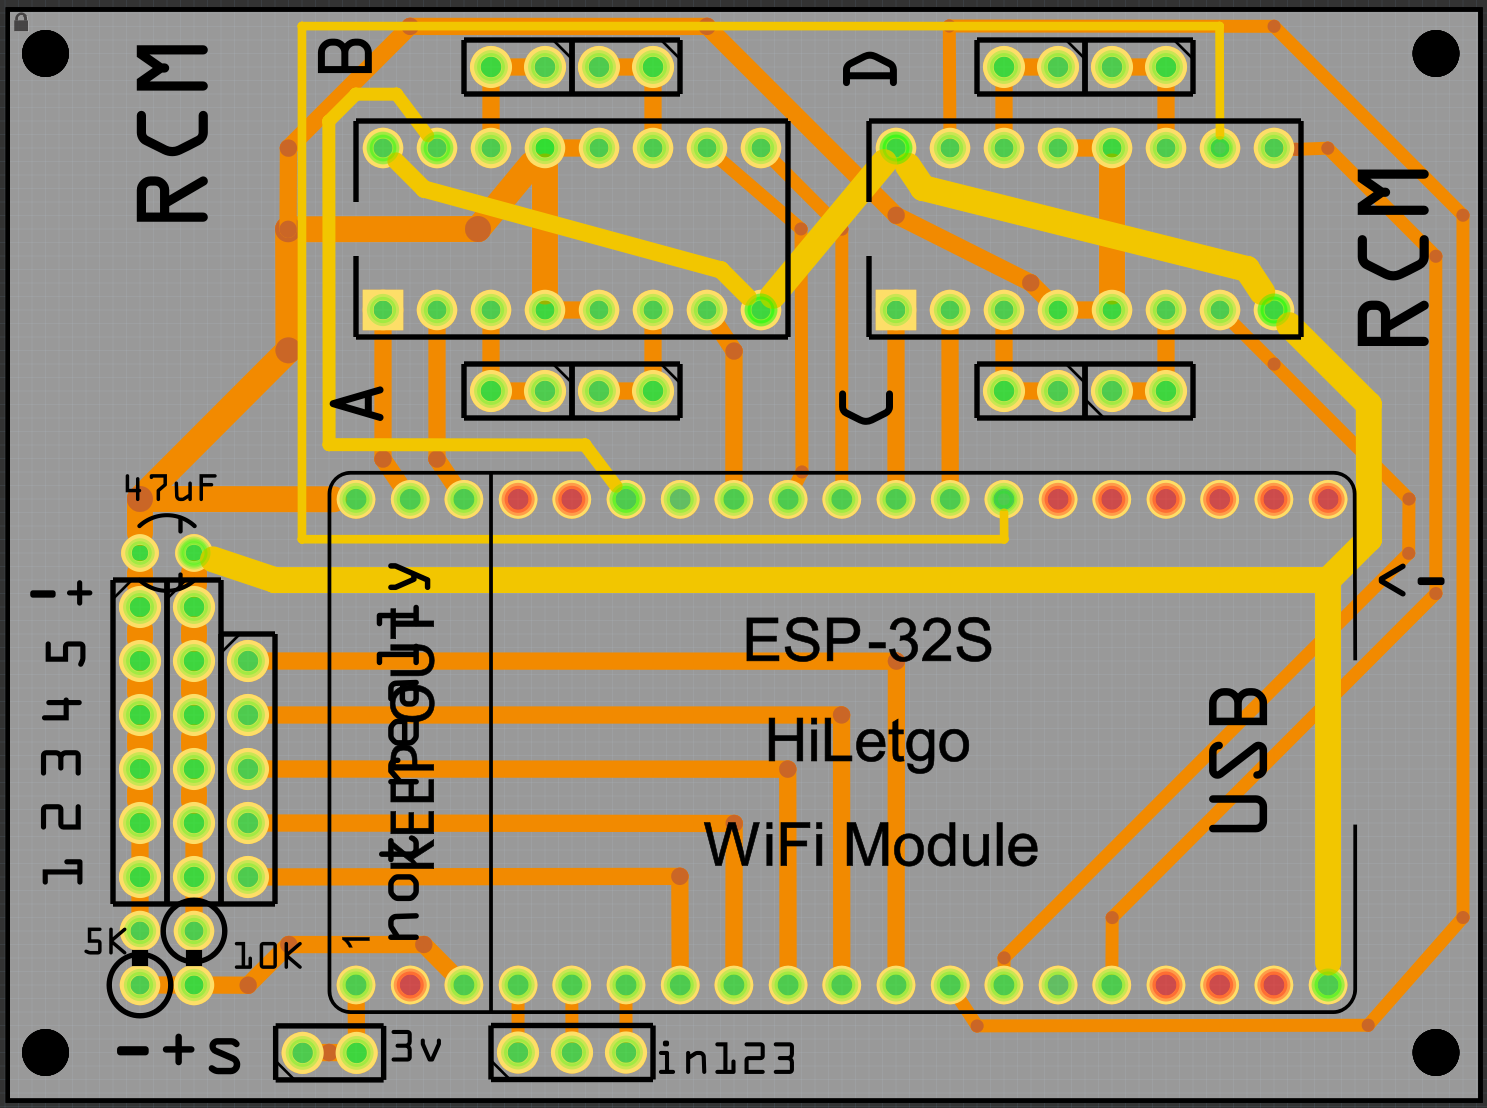 RCM
B
D
RCM
A
C
47uF
-+
5
4
3
2
1
ESP-32S
HiLetgo
WiFi Module
USB
->
KEEPOUT
not
5K
10K
1
-+s
3v
in123